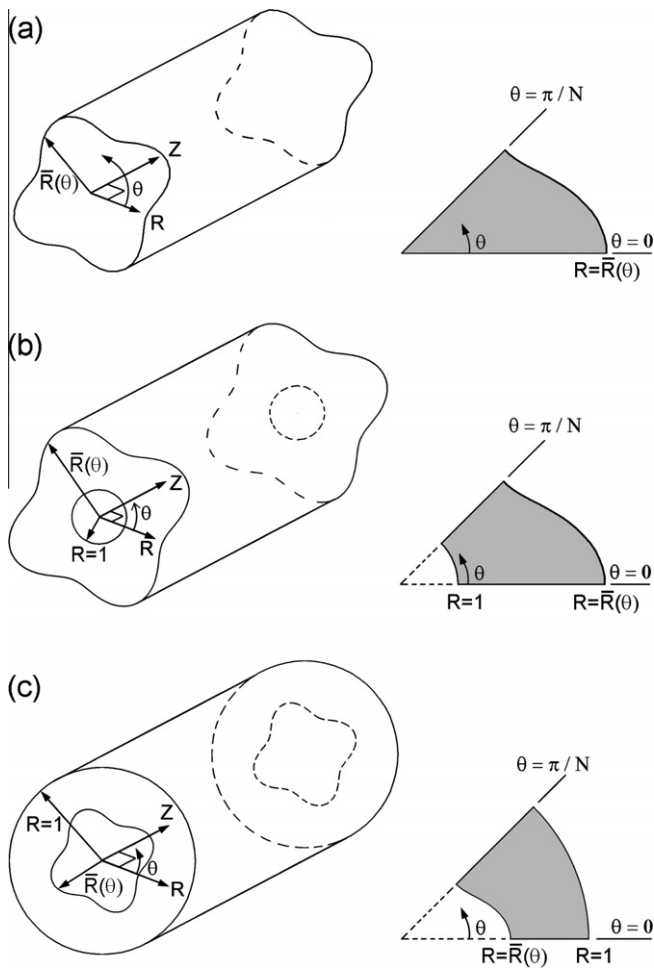 (a)
θ = π / N
Z
R̅(θ)
θ
R
θ
θ = 0
R=R̅(θ)
(b)
θ = π / N
R̅(θ)
Z
θ
R=1
R
θ
θ = 0
R=1
R=R̅(θ)
(c)
θ = π / N
R=1
Z
θ
R̅(θ)
R
θ
θ = 0
R=R̅(θ)
R=1